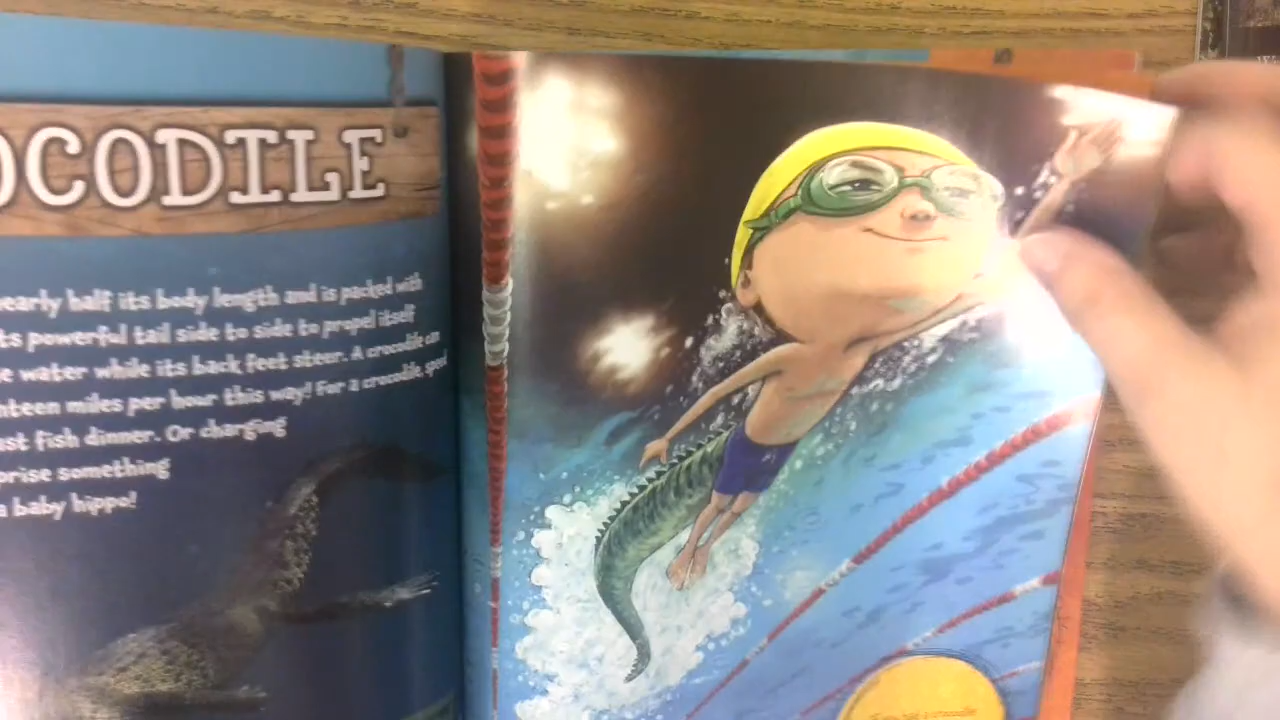 OCODILE
early half its body length and is packed with
ts powerful tail side to side to propel itself
e water while its back feet steer. A crocodile can
nteen miles per hour this way! For a crocodile, speed
ast fish dinner. Or charging
prise something
a baby hippo!